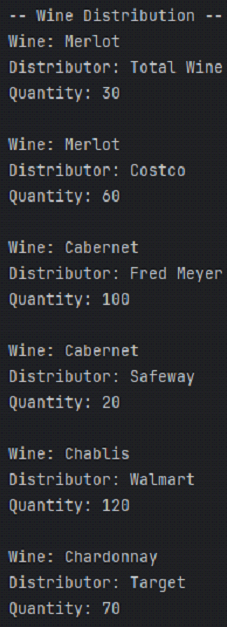 -- Wine Distribution --
Wine: Merlot
Distributor: Total Wine
Quantity: 30
Wine: Merlot
Distributor: Costco
Quantity: 60
Wine: Cabernet
Distributor: Fred Meyer
Quantity: 100
Wine: Cabernet
Distributor: Safeway
Quantity: 20
Wine: Chablis
Distributor: Walmart
Quantity: 120
Wine: Chardonnay
Distributor: Target
Quantity: 70